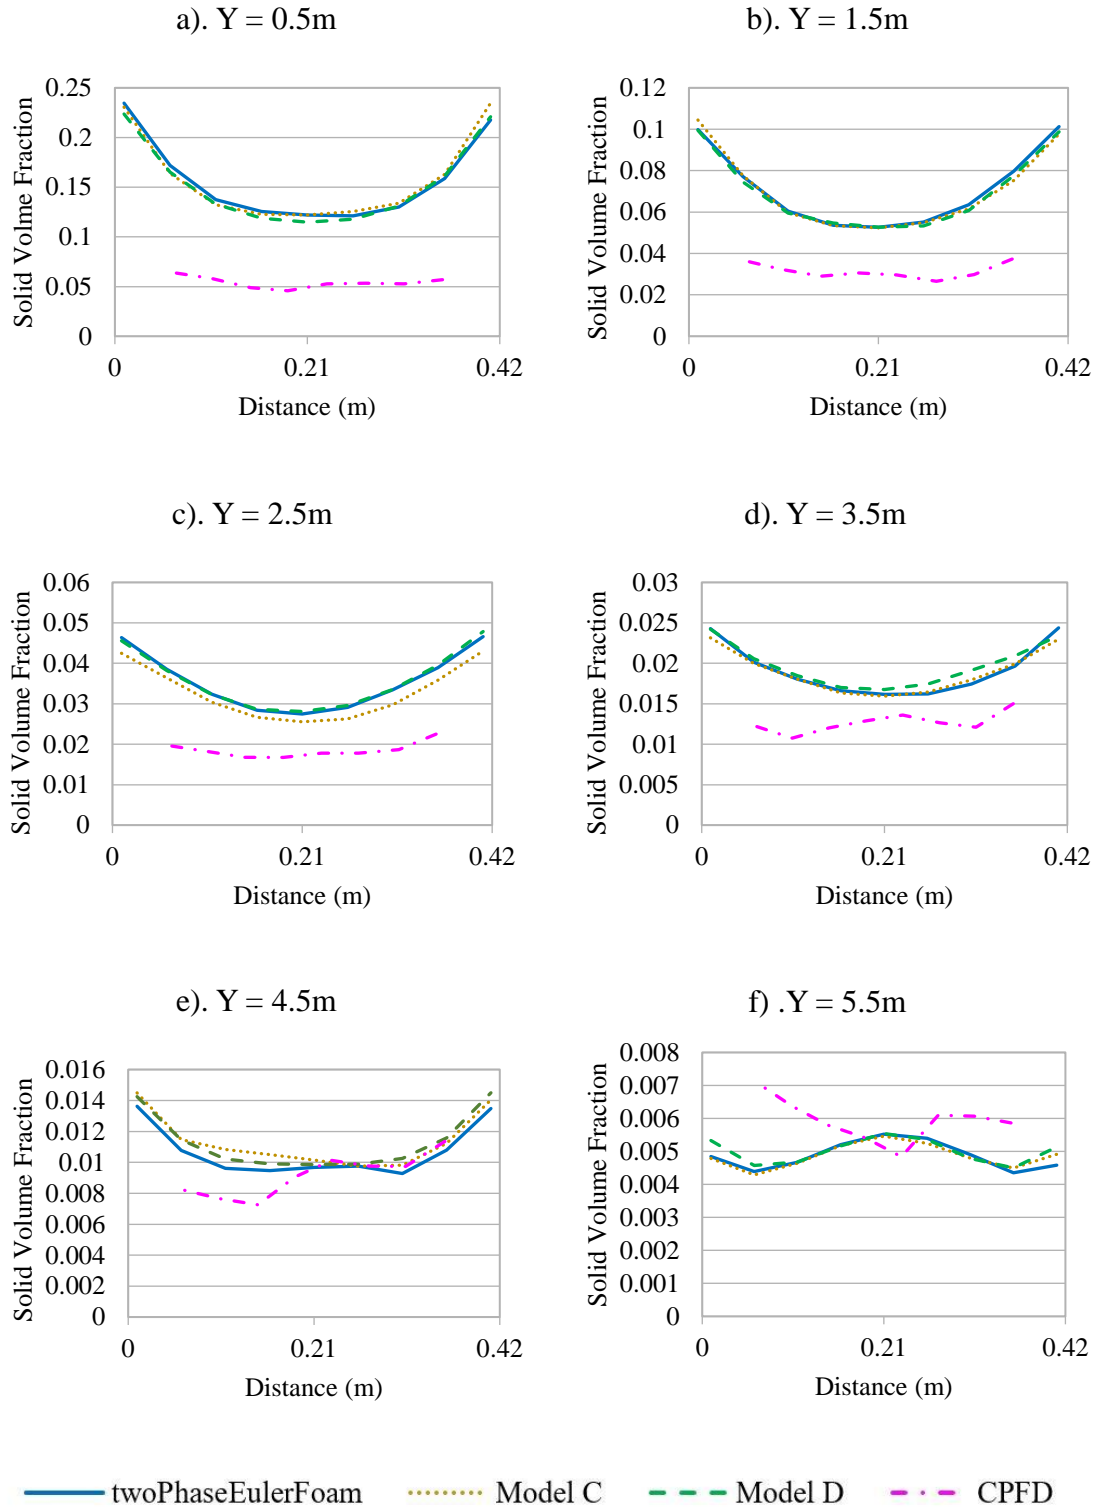 a). Y = 0.5m
Solid Volme Fraction
0.25
0.2
0.15
0.1
0.05
0
0
0.21
0.42
Distance (m)
b). Y = 1.5m
Solid Volume Fraction
0.12
0.1
0.08
0.06
0.04
0.02
0
0
0.21
0.42
Distance (m)
c). Y = 2.5m
Solid Volume Fraction
0.06
0.05
0.04
0.03
0.02
0.01
0
0
0.21
0.42
Distance (m)
d). Y = 3.5m
Solid Volume Fraction
0.03
0.025
0.02
0.015
0.01
0.005
0
0
0.21
0.42
Distance (m)
e). Y = 4.5m
Solid Volume Fraction
0.016
0.014
0.012
0.01
0.008
0.006
0.004
0.002
0
0
0.21
0.42
Distance (m)
f) .Y = 5.5m
Solid Volume Fraction
0.008
0.007
0.006
0.005
0.004
0.003
0.002
0.001
0
0
0.21
0.42
Distance (m)
twoPhaseEulerFoam
Model C
Model D
CPFD